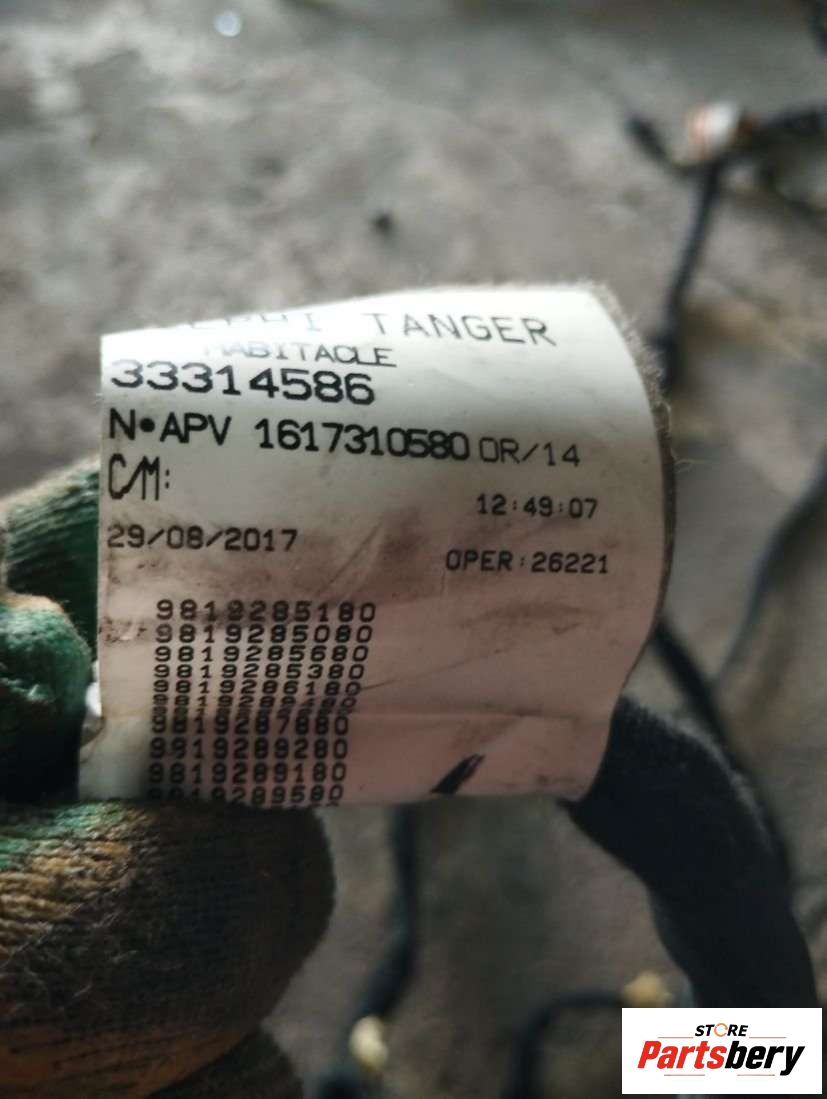 TANGER
HABITACLE
33314586
N•APV 1617310580 OR/14
C/M:
12:49:07
29/08/2017
OPER:26221
9819285180
9819285080
9819285680
9819285380
9819286180
9819287880
9819289280
9819289180
9819289580
STORE
Partsbery